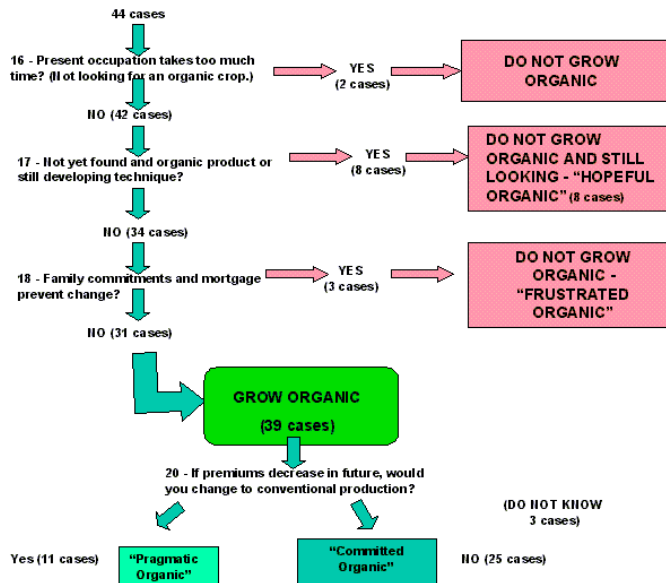 44 cases
16 - Present occupation takes too much
time? (Not looking for an organic crop.)
YES
(2 cases)
DO NOT GROW
ORGANIC
NO (42 cases)
17 - Not yet found and organic product or
still developing technique?
YES
(8 cases)
DO NOT GROW
ORGANIC AND STILL
LOOKING - “HOPEFUL
ORGANIC” (8 cases)
NO (34 cases)
18 - Family commitments and mortgage
prevent change?
YES
(3 cases)
DO NOT GROW
ORGANIC -
“FRUSTRATED
ORGANIC”
NO (31 cases)
GROW ORGANIC
(39 cases)
20 - If premiums decrease in future, would
you change to conventional production?
(DO NOT KNOW
3 cases)
Yes (11 cases)
“Pragmatic
Organic”
“Committed
Organic”
NO (25 cases)